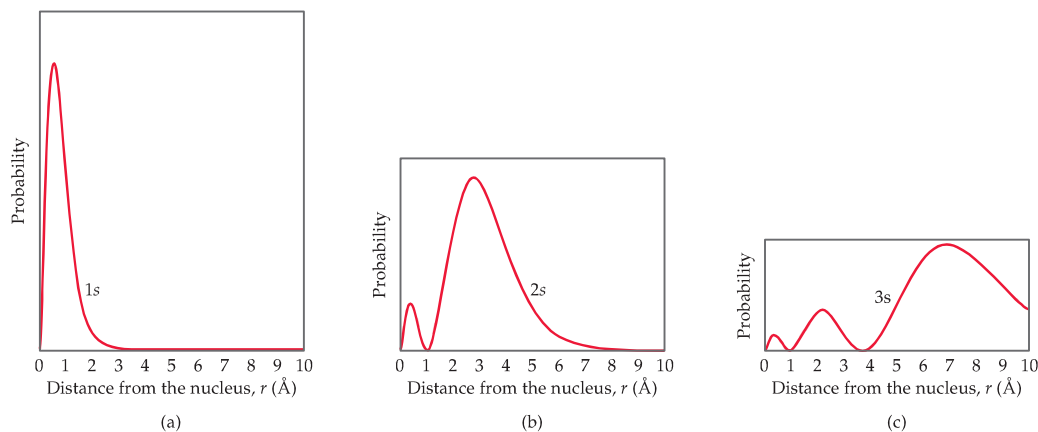 Probability
1s
0 1 2 3 4 5 6 7 8 9 10
Distance from the nucleus, r (Å)
(a)
Probability
2s
0 1 2 3 4 5 6 7 8 9 10
Distance from the nucleus, r (Å)
(b)
Probability
3s
0 1 2 3 4 5 6 7 8 9 10
Distance from the nucleus, r (Å)
(c)